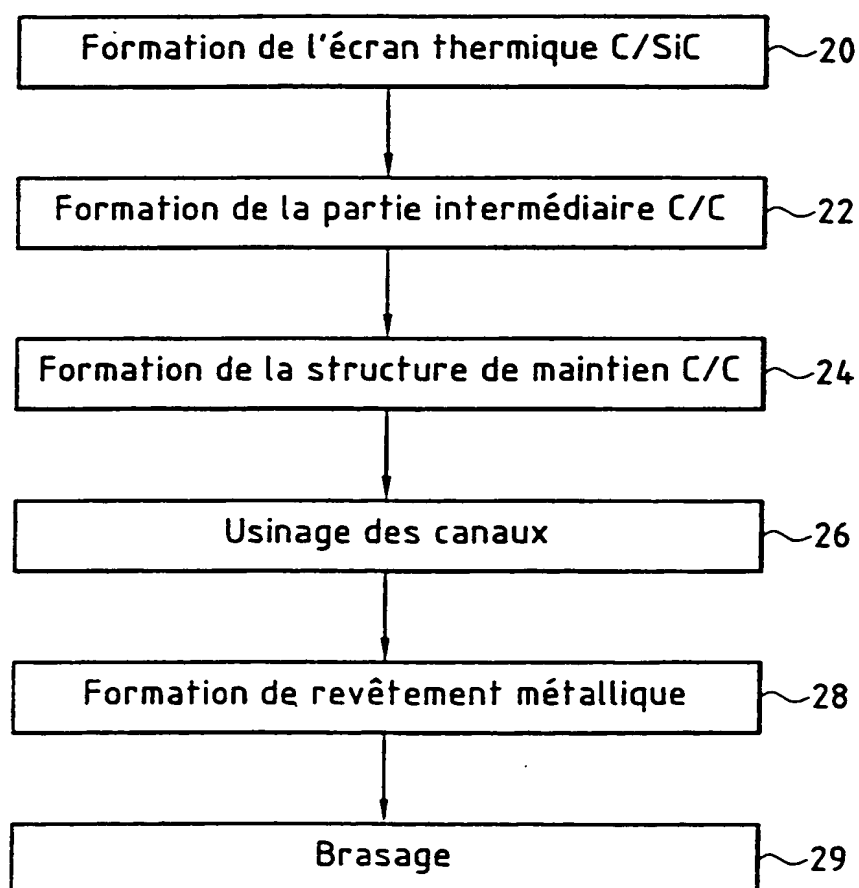 Formation de l'écran thermique C/SiC 20
Formation de la partie intermédiaire C/C 22
Formation de la structure de maintien C/C 24
Usinage des canaux 26
Formation de revêtement métallique 28
Brasage 29